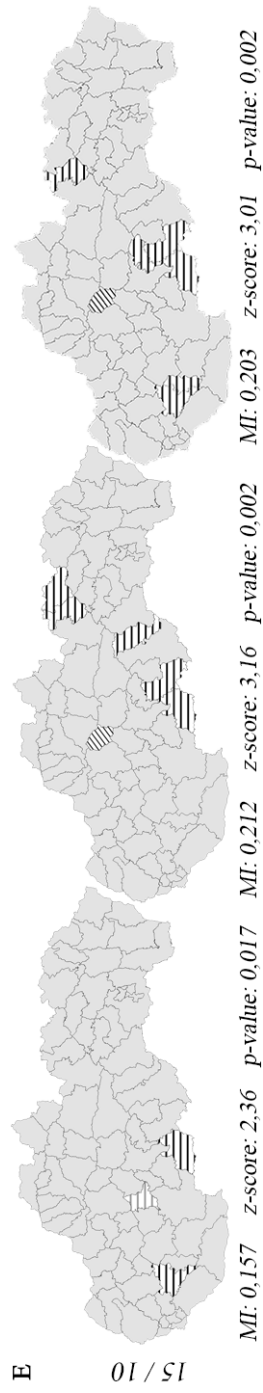 E
15 / 10
MI: 0,157 z-score: 2,36 p-value: 0,017
MI: 0,212 z-score: 3,16 p-value: 0,002
MI: 0,203 z-score: 3,01 p-value: 0,002